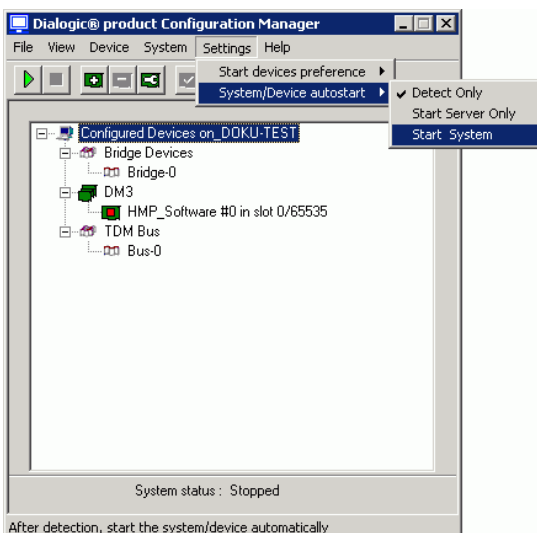 Dialogic® product Configuration Manager
File View Device System Settings Help
Start devices preference
System/Device autostart
Detect Only
Start Server Only
Start System
Configured Devices on_DOKU-TEST
Bridge Devices
Bridge-0
DM3
HMP_Software #0 in slot 0/65535
TDM Bus
Bus-0
System status : Stopped
After detection, start the system/device automatically